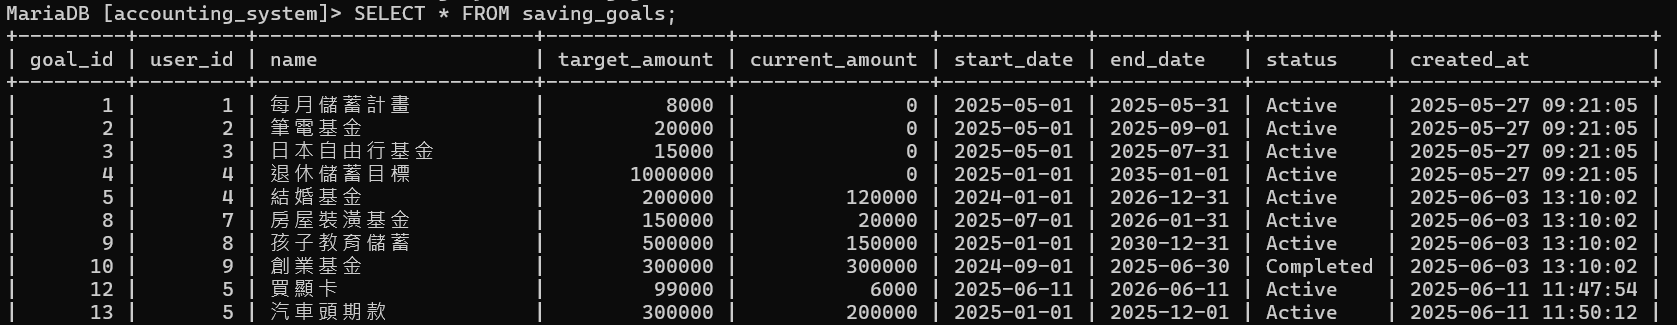 MariaDB [accounting_system]> SELECT * FROM saving_goals;
+---------+---------+-----------------------+---------------+----------------+------------+------------+-----------+---------------------+
| goal_id | user_id | name | target_amount | current_amount | start_date | end_date | status | created_at |
+---------+---------+-----------------------+---------------+----------------+------------+------------+-----------+---------------------+
| 1 | 1 | 每月儲蓄計畫 | 8000 | 0 | 2025-05-01 | 2025-05-31 | Active | 2025-05-27 09:21:05 |
| 2 | 2 | 筆電基金 | 20000 | 0 | 2025-05-01 | 2025-09-01 | Active | 2025-05-27 09:21:05 |
| 3 | 3 | 日本自由行基金 | 15000 | 0 | 2025-05-01 | 2025-07-31 | Active | 2025-05-27 09:21:05 |
| 4 | 4 | 退休儲蓄目標 | 1000000 | 0 | 2025-01-01 | 2035-01-01 | Active | 2025-05-27 09:21:05 |
| 5 | 4 | 結婚基金 | 200000 | 120000 | 2024-01-01 | 2026-12-31 | Active | 2025-06-03 13:10:02 |
| 8 | 7 | 房屋裝潢基金 | 150000 | 20000 | 2025-07-01 | 2026-01-31 | Active | 2025-06-03 13:10:02 |
| 9 | 8 | 孩子教育儲蓄 | 500000 | 150000 | 2025-01-01 | 2030-12-31 | Active | 2025-06-03 13:10:02 |
| 10 | 9 | 創業基金 | 300000 | 300000 | 2024-09-01 | 2025-06-30 | Completed | 2025-06-03 13:10:02 |
| 12 | 5 | 買顯卡 | 99000 | 6000 | 2025-06-11 | 2026-06-11 | Active | 2025-06-11 11:47:54 |
| 13 | 5 | 汽車頭期款 | 300000 | 200000 | 2025-01-01 | 2025-12-01 | Active | 2025-06-11 11:50:12 |